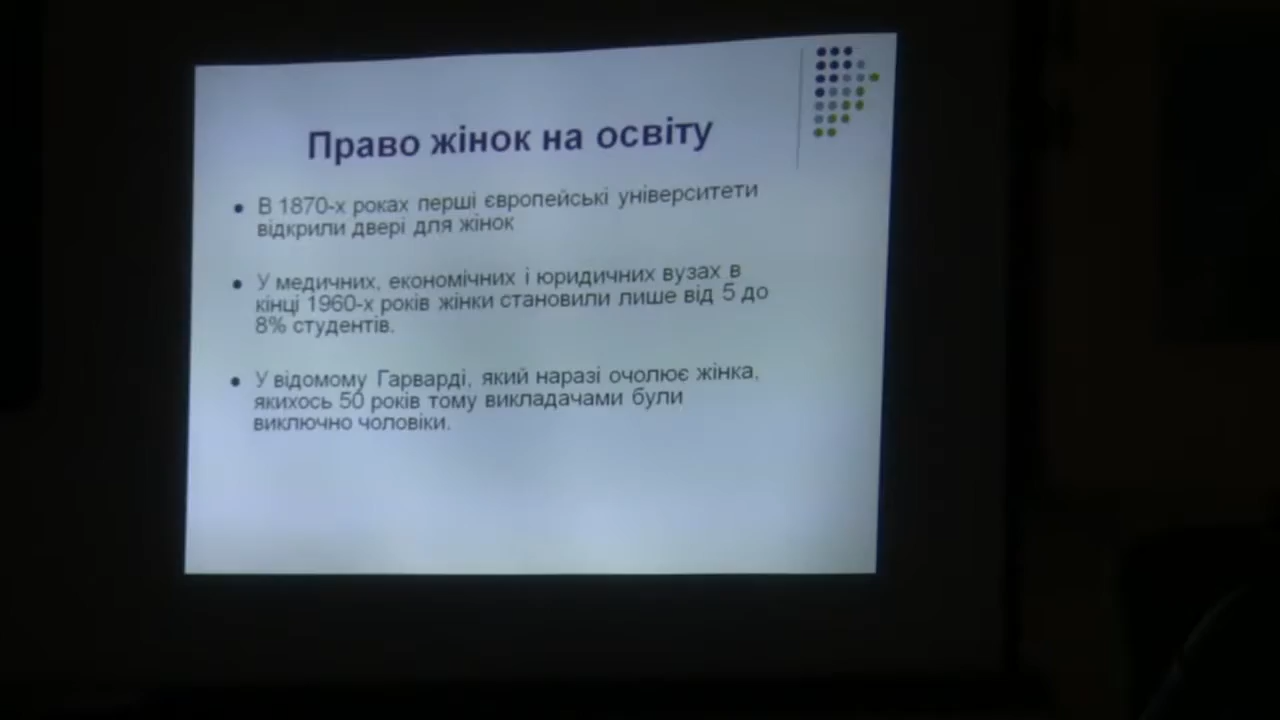 Право жінок на освіту
В 1870-х роках перші європейські університети
відкрили двері для жінок
У медичних, економічних і юридичних вузах в
кінці 1960-х років жінки становили лише від 5 до
8% студентів.
У відомому Гарварді, який наразі очолює жінка,
якихось 50 років тому викладачами були
виключно чоловіки.